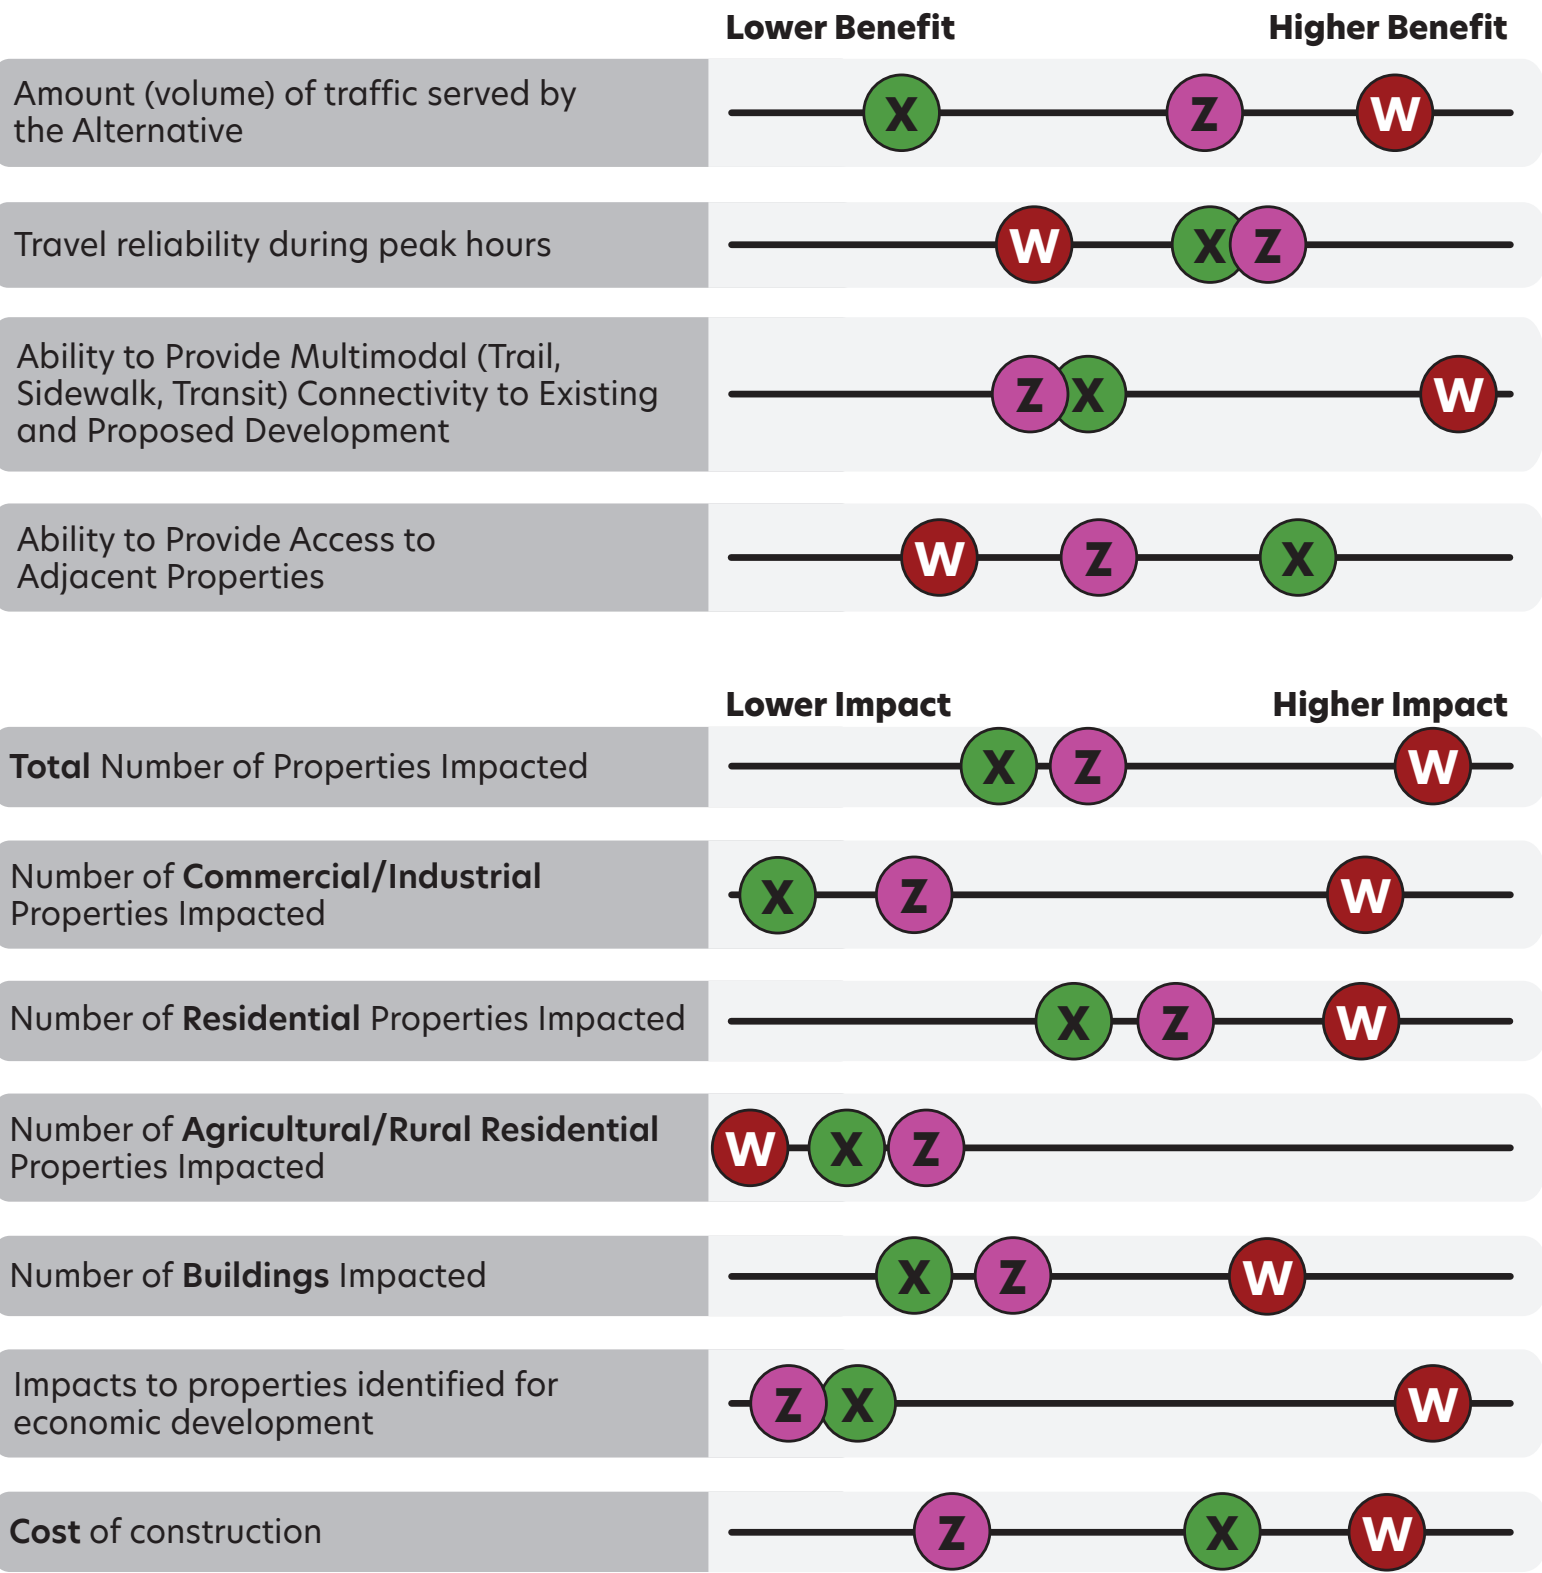 Lower Benefit Higher Benefit
Amount (volume) of traffic served by
the Alternative
X Z W
Travel reliability during peak hours
W X Z
Ability to Provide Multimodal (Trail,
Sidewalk, Transit) Connectivity to Existing
and Proposed Development
Z X W
Ability to Provide Access to
Adjacent Properties
W Z X
Lower Impact Higher Impact
Total Number of Properties Impacted
X Z W
Number of Commercial/Industrial
Properties Impacted
X Z W
Number of Residential Properties Impacted
X Z W
Number of Agricultural/Rural Residential
Properties Impacted
W X Z
Number of Buildings Impacted
X Z W
Impacts to properties identified for
economic development
Z X W
Cost of construction
Z X W